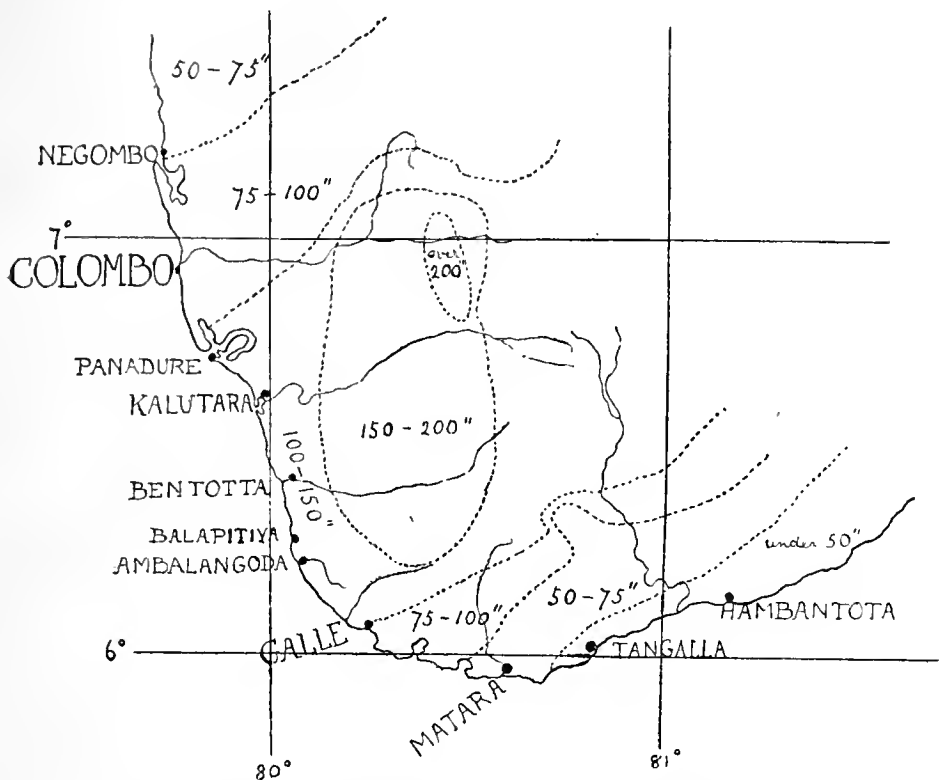 50-75"
NEGOMBO
75-100"
7°
COLOMBO
over
200"
PANADURE
KALUTARA
150-200"
100-150"
BENTOTTA
BALAPITIYA
under 50"
AMBALANGODA
50-75"
HAMBANTOTA
75-100"
GALLE
TANGALLA
6°
MATARA
80°
81°